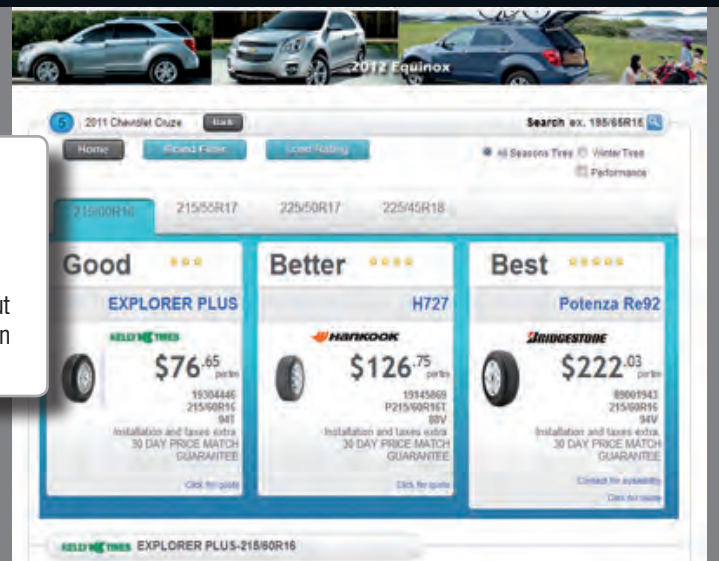 2012 Equinox
5 2011 Chevrolet Cruze Back Search ex. 195/65R15
Home Brand Filter Load Rating All Seasons Tires Winter Tires
Performance
215/60R16 215/55R17 225/50R17 225/45R18
ut
n
Good
EXPLORER PLUS
KELLY TIRES
$76.65
per tire
19304446
215/60R16
94T
Installation and taxes extra.
30 DAY PRICE MATCH
GUARANTEE
Click for quote
Better
H727
HANKOOK
$126.75
per tire
19145869
P215/60R16T
88V
Installation and taxes extra.
30 DAY PRICE MATCH
GUARANTEE
Click for quote
Best
Potenza Re92
BRIDGESTONE
$222.03
per tire
89001943
215/60R16
94V
Installation and taxes extra.
30 DAY PRICE MATCH
GUARANTEE
Contact for availability
Click for quote
KELLY TIRES EXPLORER PLUS-215/60R16